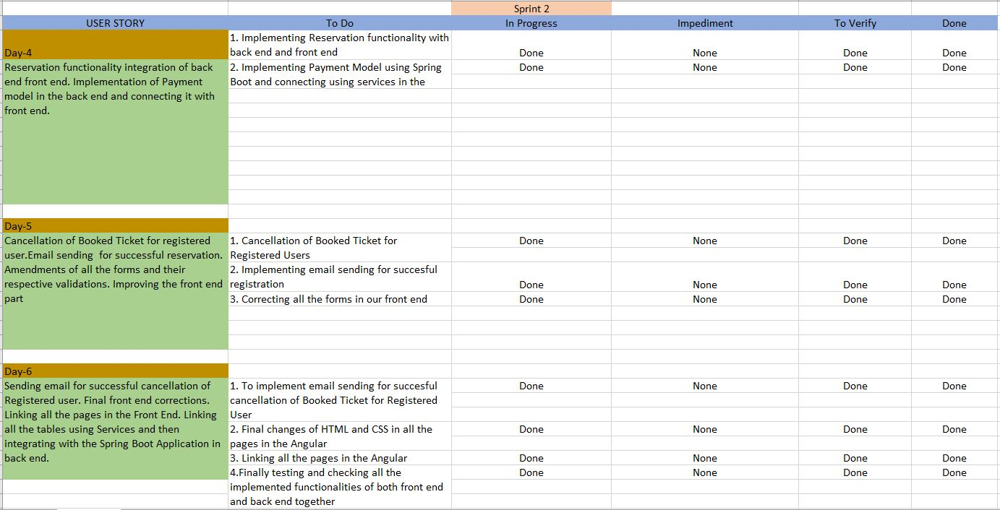 Sprint 2
USER STORY To Do In Progress Impediment To Verify Done
1. Implementing Reservation functionality with
Day-4 back end and front end Done None Done Done
Reservation functionality integration of back 2. Implementing Payment Model using Spring Done None Done Done
end front end. Implementation of Payment Boot and connecting using services in the
model in the back end and connecting it with
front end.
Day-5
Cancellation of Booked Ticket for registered 1. Cancellation of Booked Ticket for Done None Done Done
user.Email sending  for successful reservation. Registered Users
Amendments of all the forms and their 2. Implementing email sending for succesful
respective validations. Improving the front end registration Done None Done Done
part 3. Correcting all the forms in our front end Done None Done Done
Day-6
Sending email for successful cancellation of 1. To implement email sending for succesful Done None Done Done
Registered user. Final front end corrections. cancellation of Booked Ticket for Registered
Linking all the pages in the Front End. Linking User
all the tables using Services and then 2. Final changes of HTML and CSS in all the Done None Done Done
integrating with the Spring Boot Application in pages in the Angular
back end. 3. Linking all the pages in the Angular Done None Done Done
4.Finally testing and checking all the Done None Done Done
implemented functionalities of both front end
and back end together